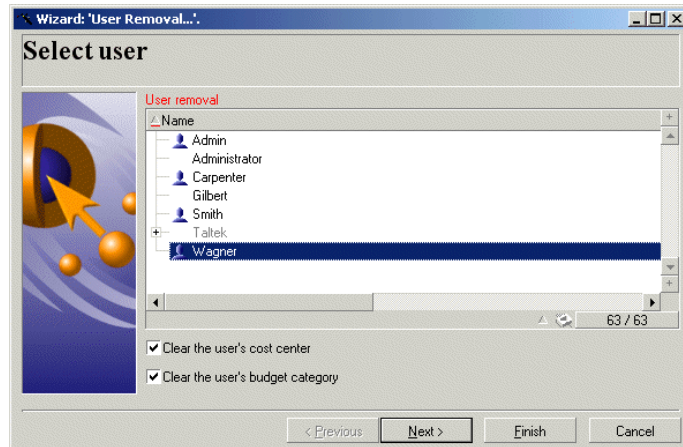 Wizard: 'User Removal...'.
Select user
User removal
Name
Admin
Administrator
Carpenter
Gilbert
Smith
Taltek
Wagner
63 / 63
Clear the user's cost center
Clear the user's budget category
< Previous Next > Finish Cancel